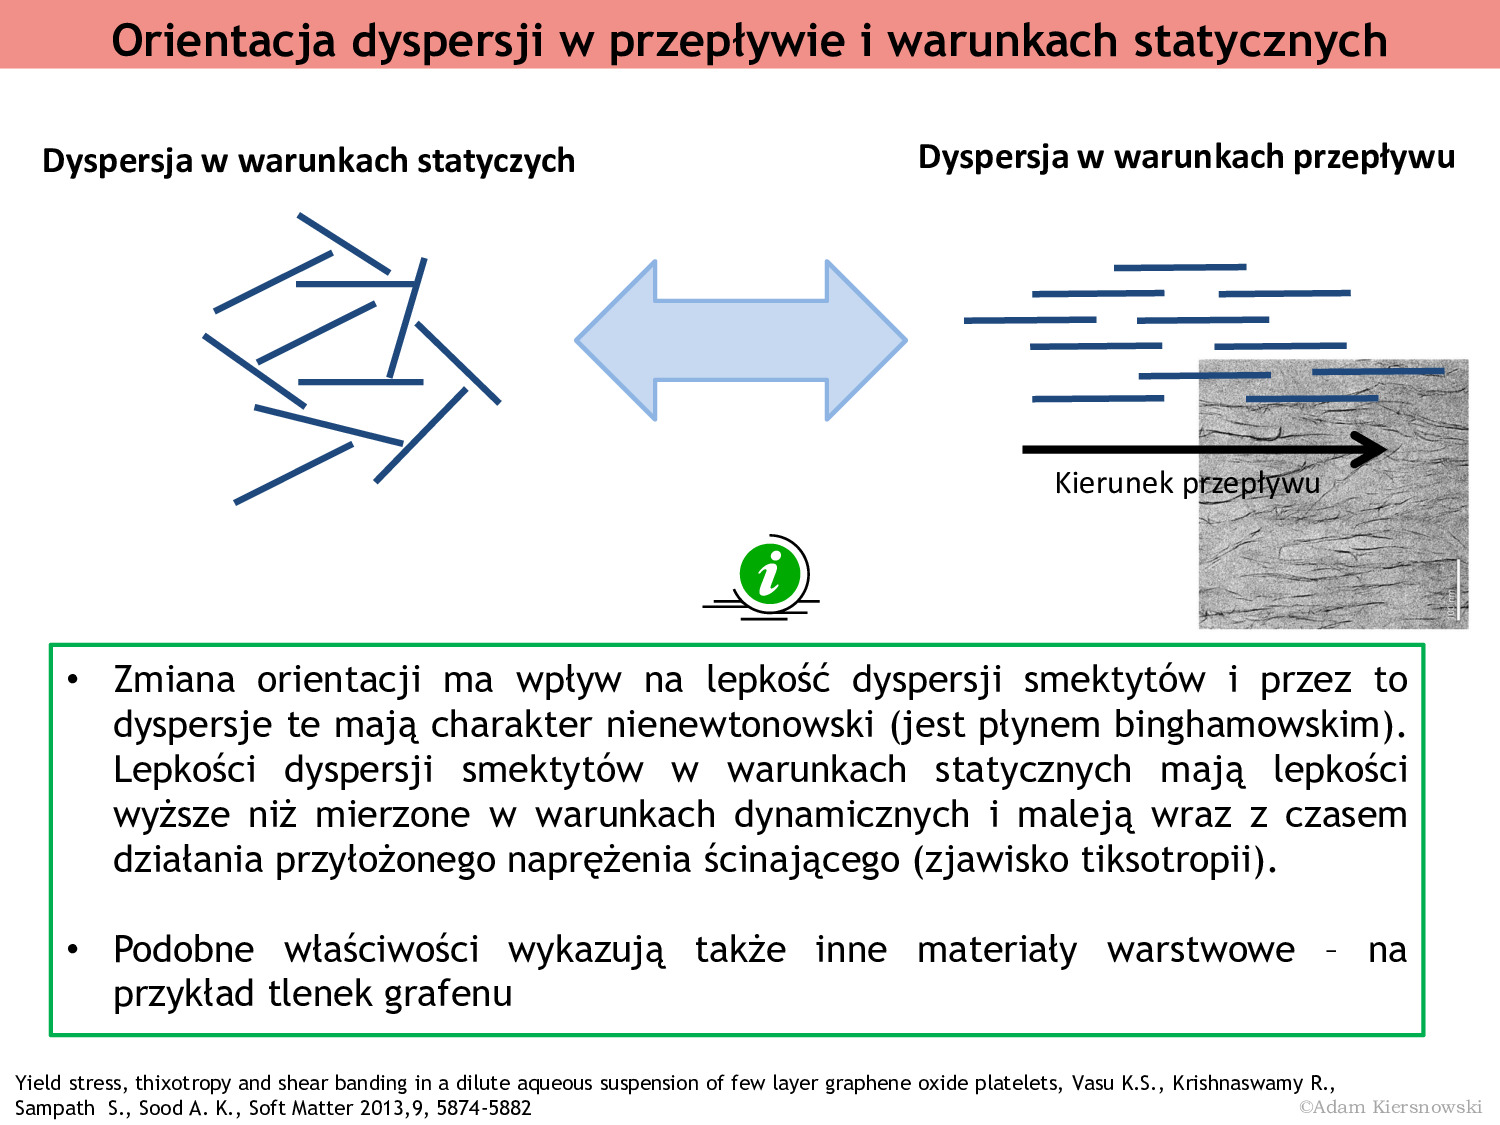 Orientacja dyspersji w przepływie i warunkach statycznych
Dyspersja w warunkach statyczych
Dyspersja w warunkach przepływu
Kierunek przepływu
i
• Zmiana orientacji ma wpływ na lepkość dyspersji smektytów i przez to
dyspersje te mają charakter nienewtonowski (jest płynem binghamowskim).
Lepkości dyspersji smektytów w warunkach statycznych mają lepkości
wyższe niż mierzone w warunkach dynamicznych i maleją wraz z czasem
działania przyłożonego naprężenia ścinającego (zjawisko tiksotropii).
• Podobne właściwości wykazują także inne materiały warstwowe – na
przykład tlenek grafenu
Yield stress, thixotropy and shear banding in a dilute aqueous suspension of few layer graphene oxide platelets, Vasu K.S., Krishnaswamy R.,
Sampath S., Sood A. K., Soft Matter 2013,9, 5874-5882
©Adam Kiersnowski